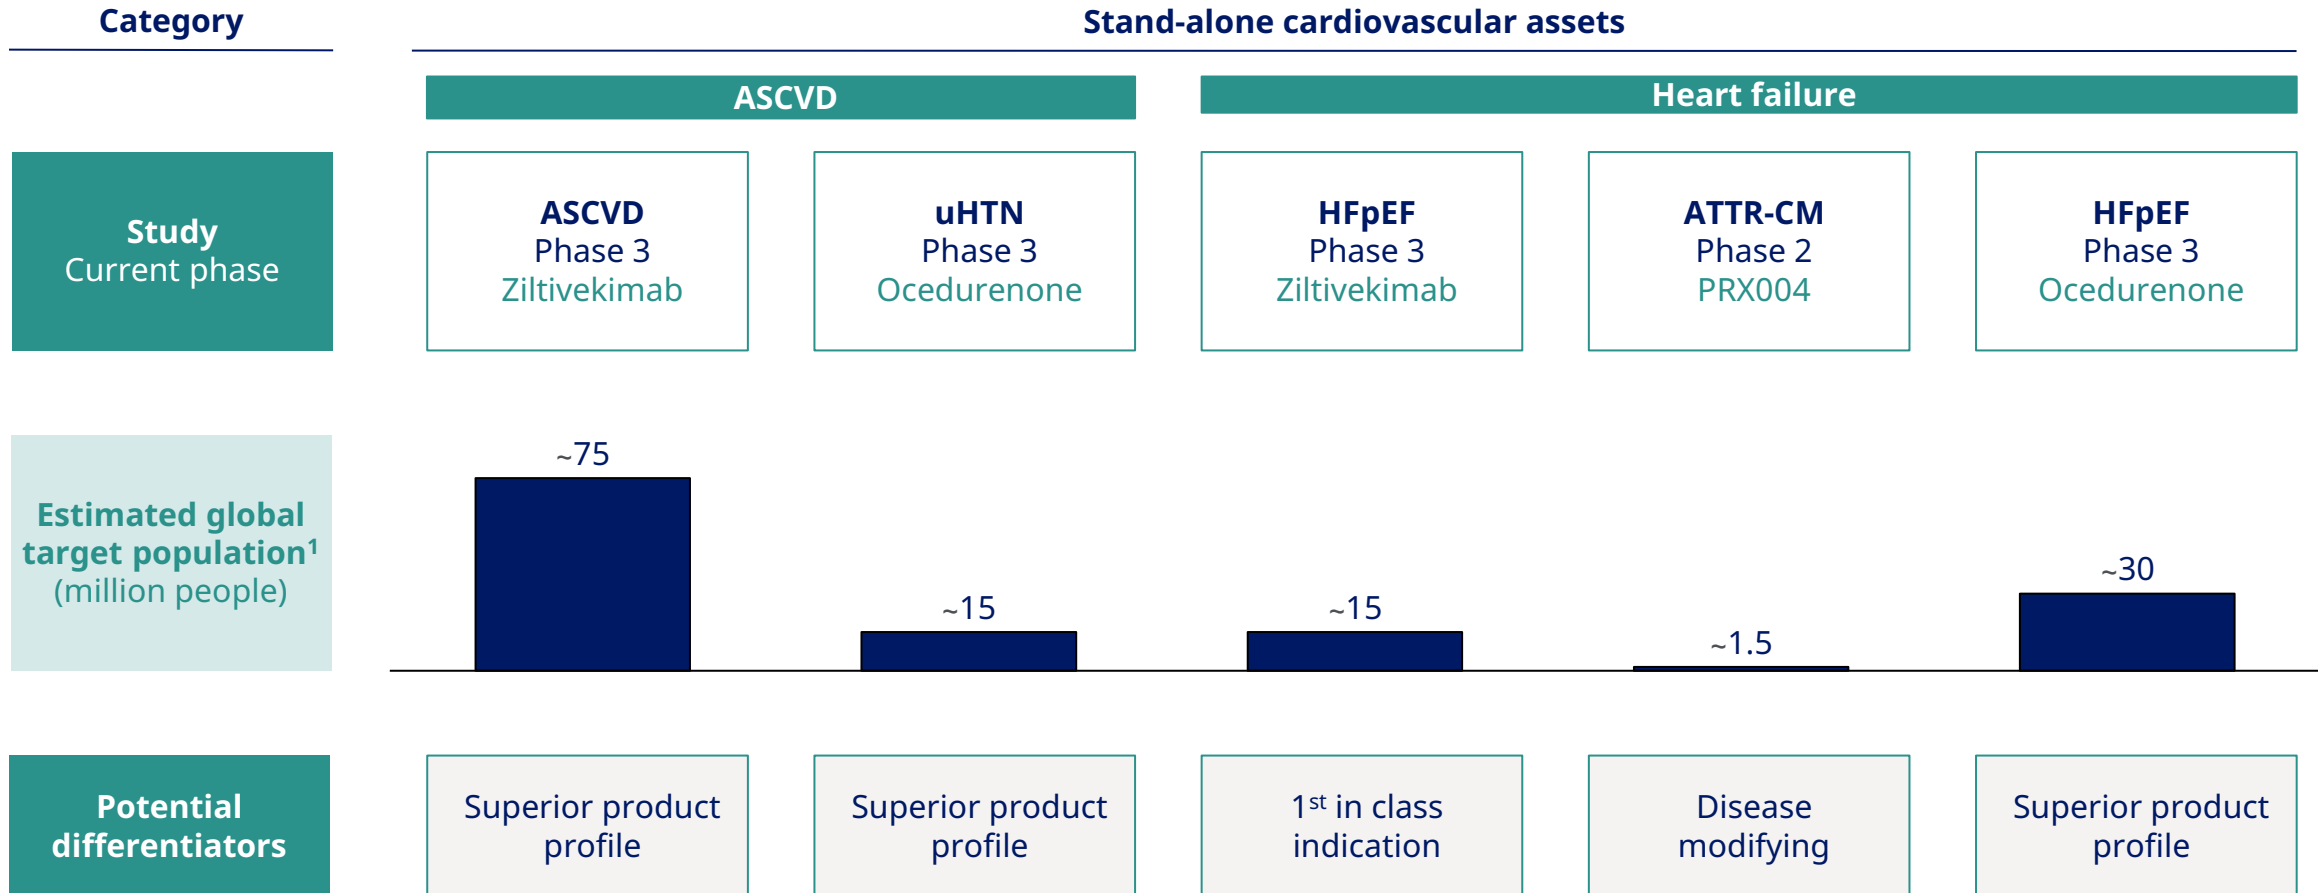 Category
Stand-alone cardiovascular assets
ASCVD
Heart failure
Study
Current phase
ASCVD
Phase 3
Ziltivekimab
uHTN
Phase 3
Ocedurenone
HFpEF
Phase 3
Ziltivekimab
ATTR-CM
Phase 2
PRX004
HFpEF
Phase 3
Ocedurenone
Estimated global
target population¹
(million people)
~75
~15
~15
~1.5
~30
Potential
differentiators
Superior product
profile
Superior product
profile
1st in class
indication
Disease
modifying
Superior product
profile